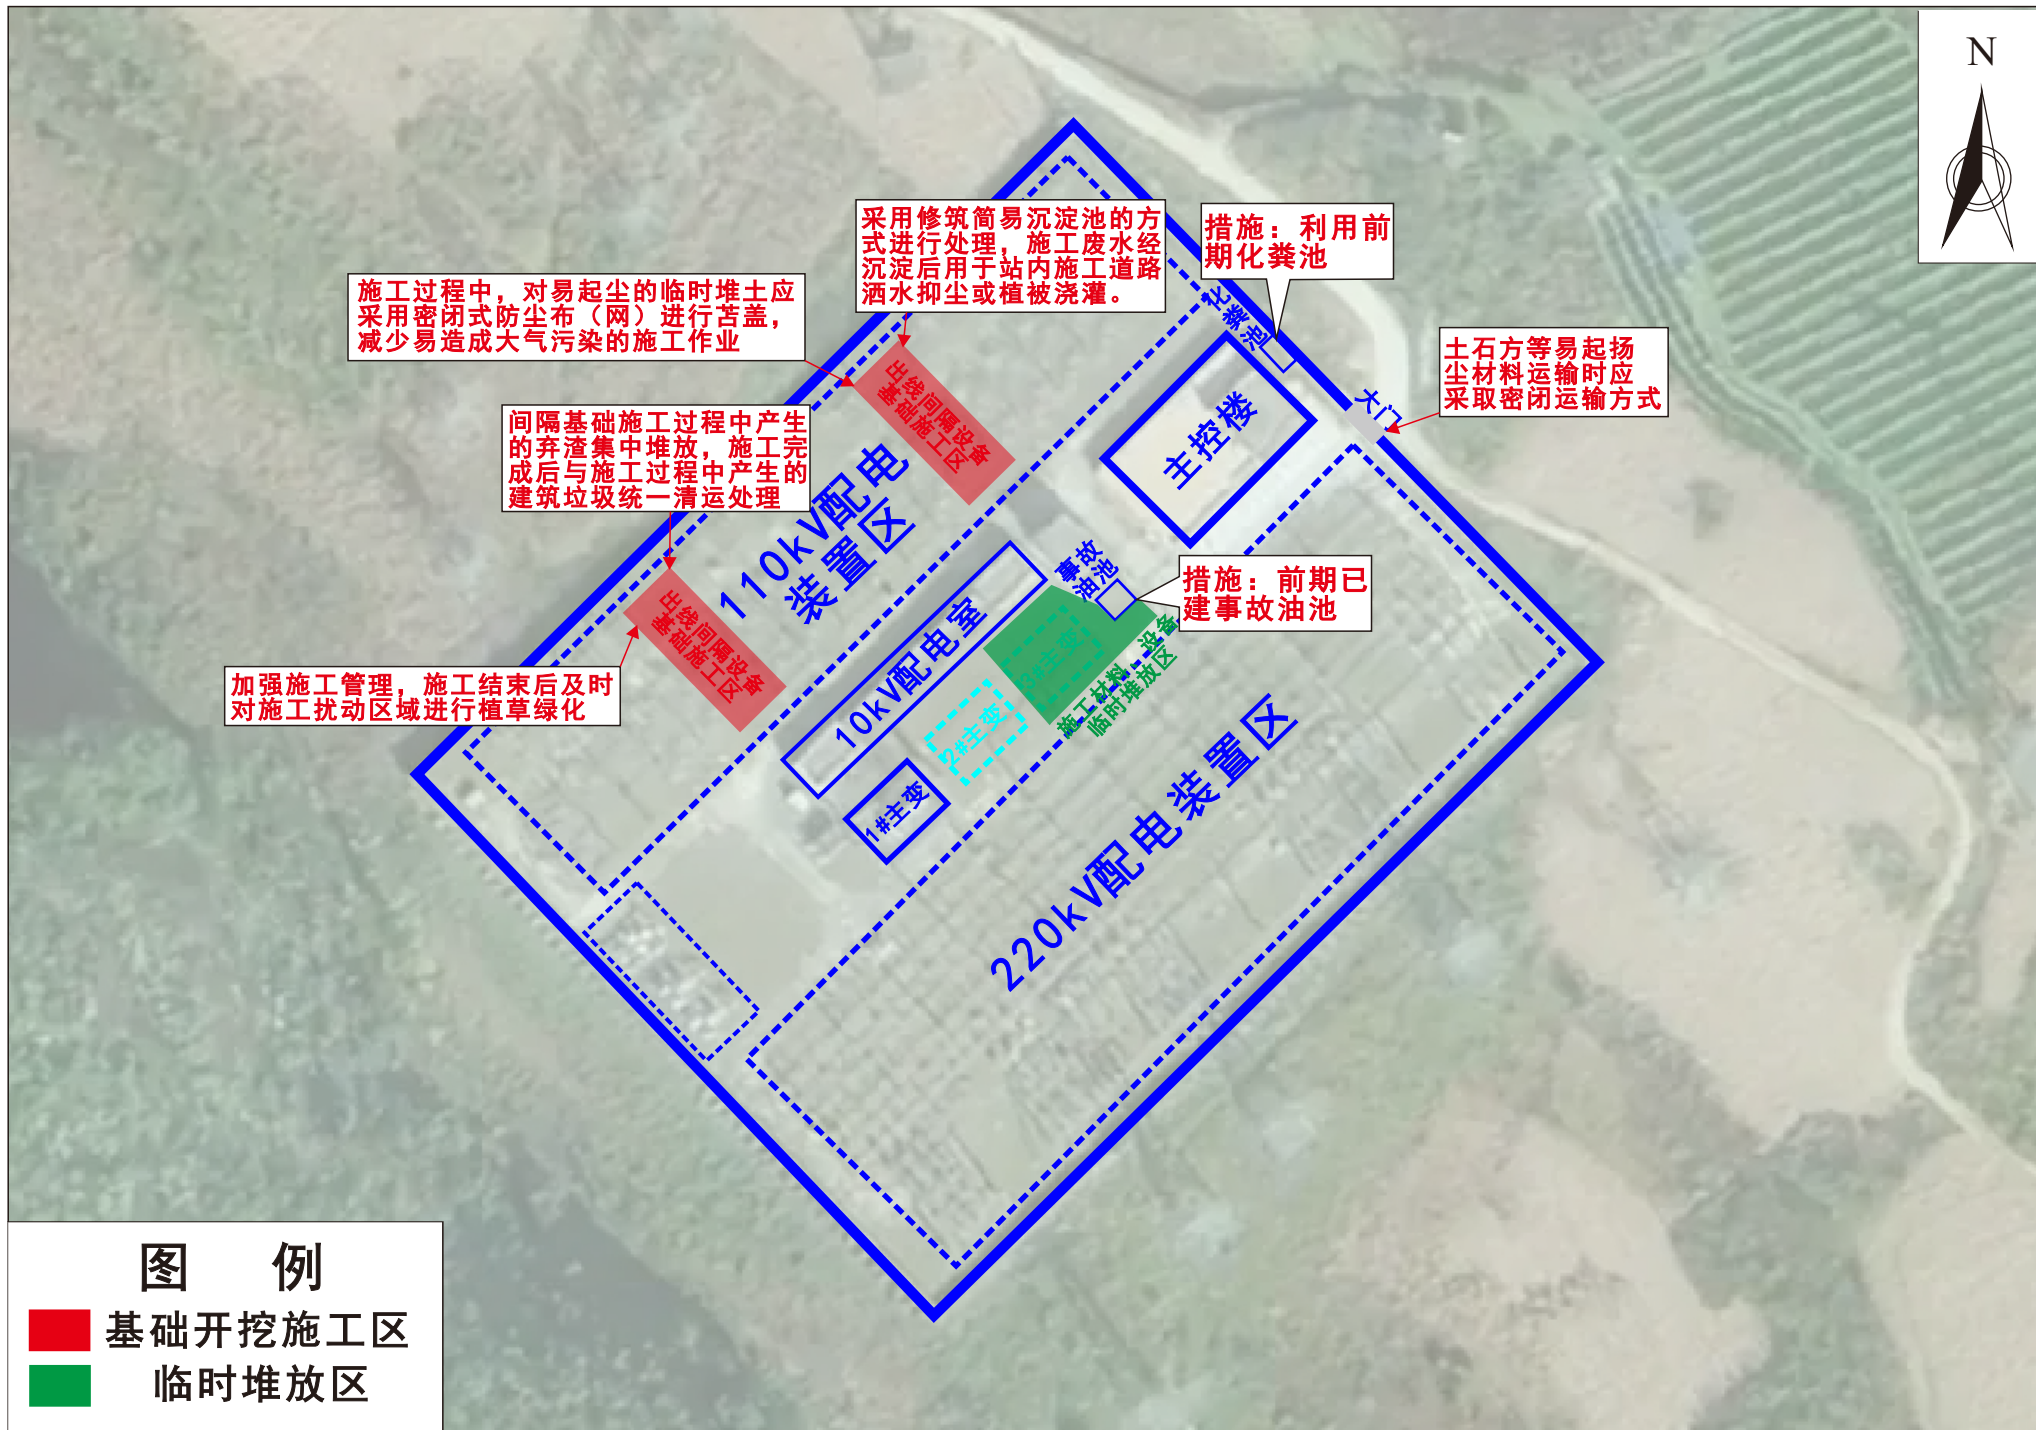 N
采用修筑简易沉淀池的方
式进行处理，施工废水经
沉淀后用于站内施工道路
洒水抑尘或植被浇灌。
措施：利用前
期化粪池
施工过程中，对易起尘的临时堆土应
采用密闭式防尘布（网）进行苫盖，
减少易造成大气污染的施工作业
化粪池
土石方等易起扬
尘材料运输时应
采取密闭运输方式
大门
出线间隔设备
基础施工区
主控楼
间隔基础施工过程中产生
的弃渣集中堆放，施工完
成后与施工过程中产生的
建筑垃圾统一清运处理
110kV配电
装置区
事故
油池
措施：前期已
建事故油池
出线间隔设备
基础施工区
10kV配电室
3#主变
施工材料、设备
临时堆放区
加强施工管理，施工结束后及时
对施工扰动区域进行植草绿化
2#主变
1#主变
220kV配电装置区
图 例
基础开挖施工区
临时堆放区